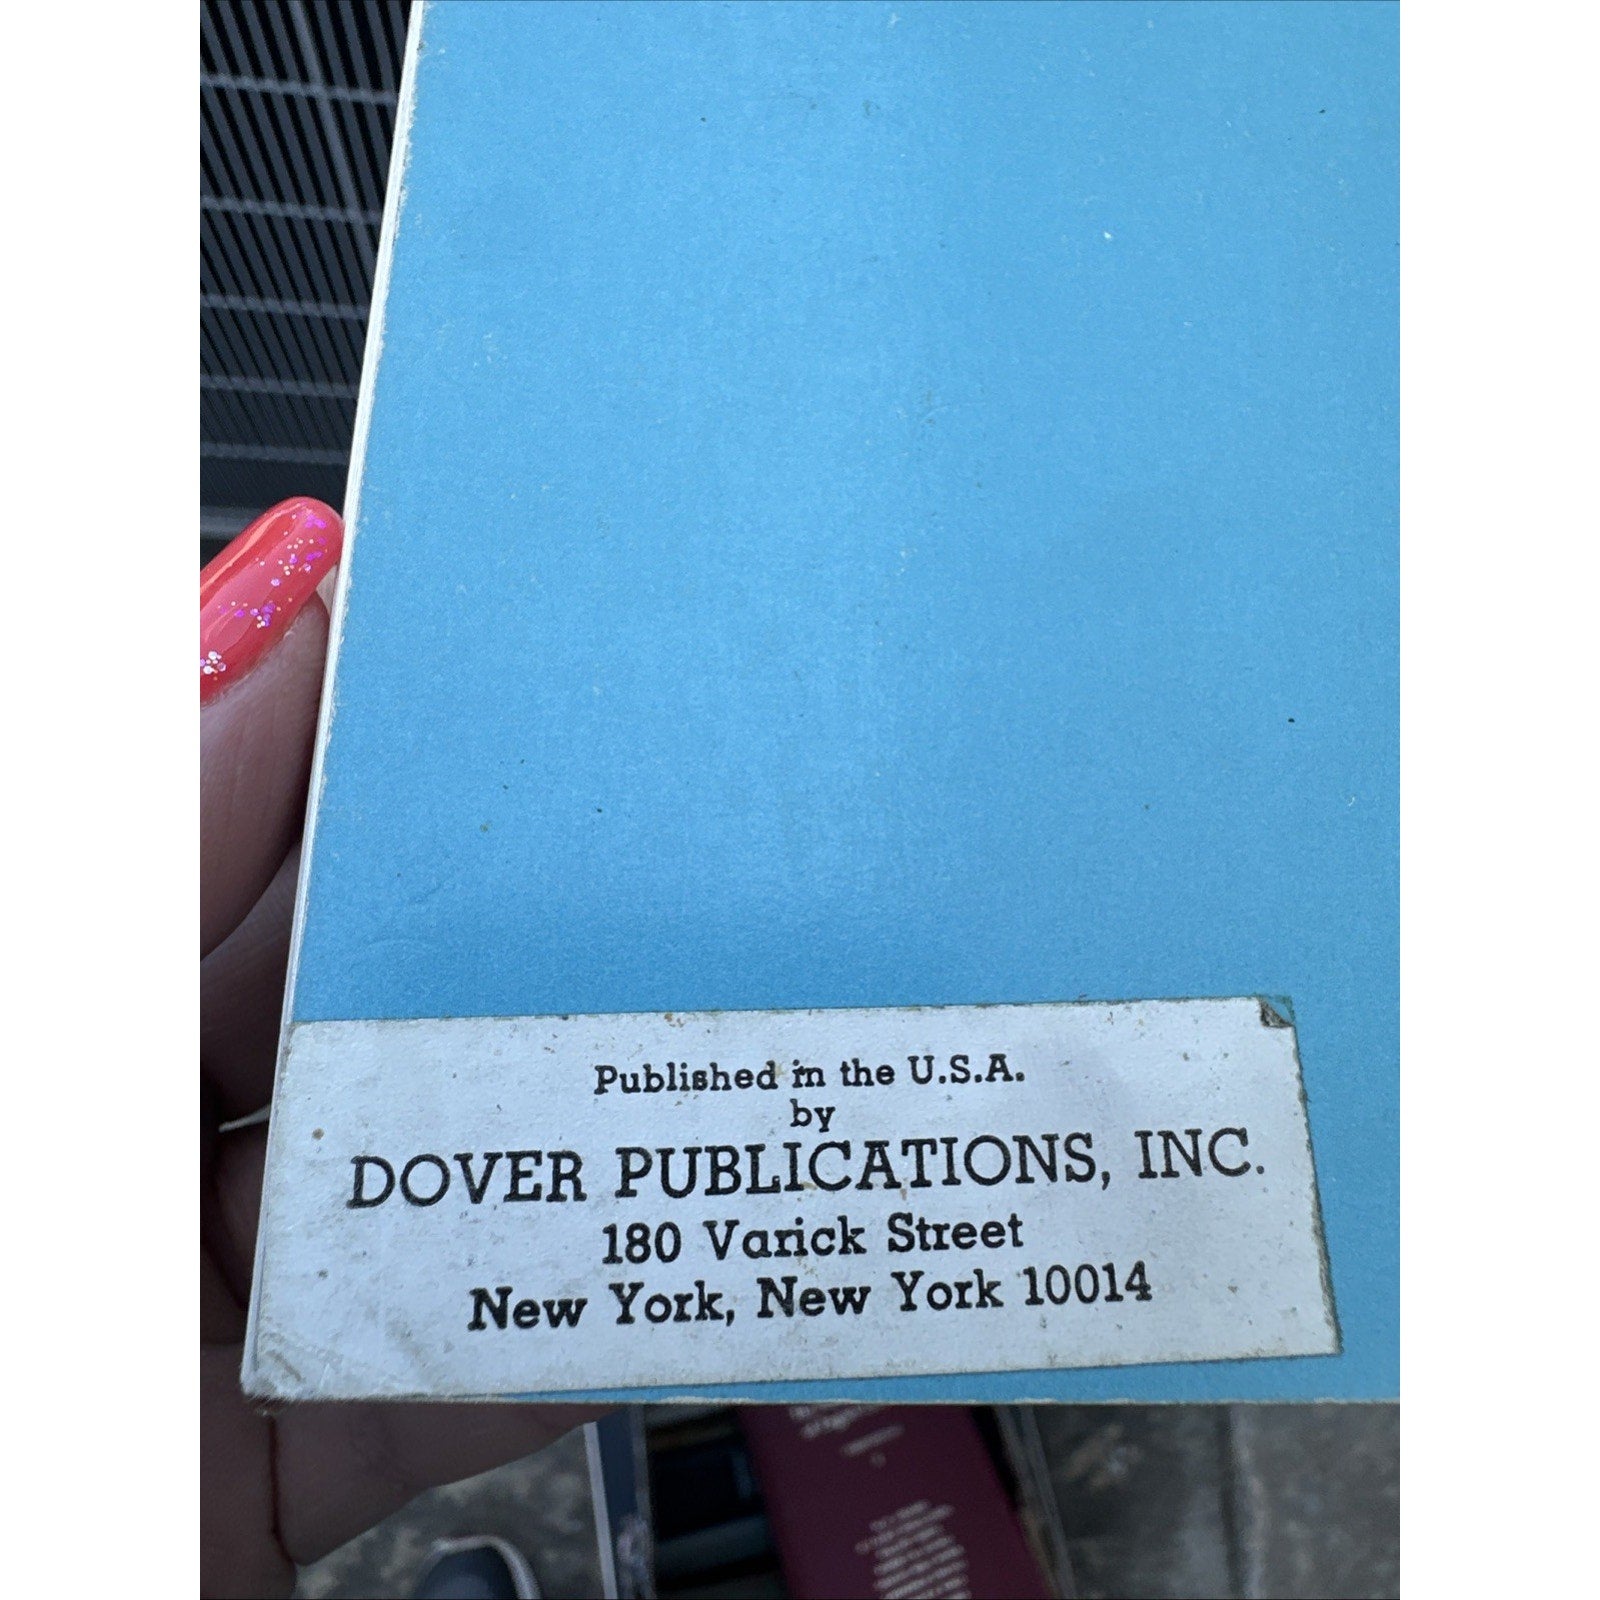 Published in the U.S.A.
by
DOVER PUBLICATIONS, INC.
180 Varick Street
New York, New York 10014